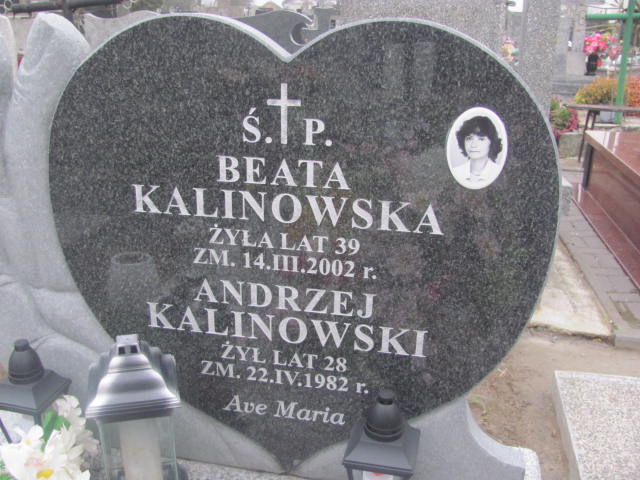 Ś. P.
BEATA
KALINOWSKA
ŻYŁA LAT 39
ZM. 14.III.2002 r.
ANDRZEJ
KALINOWSKI
ŻYŁ LAT 28
ZM. 22.IV.1982 r.
Ave Maria